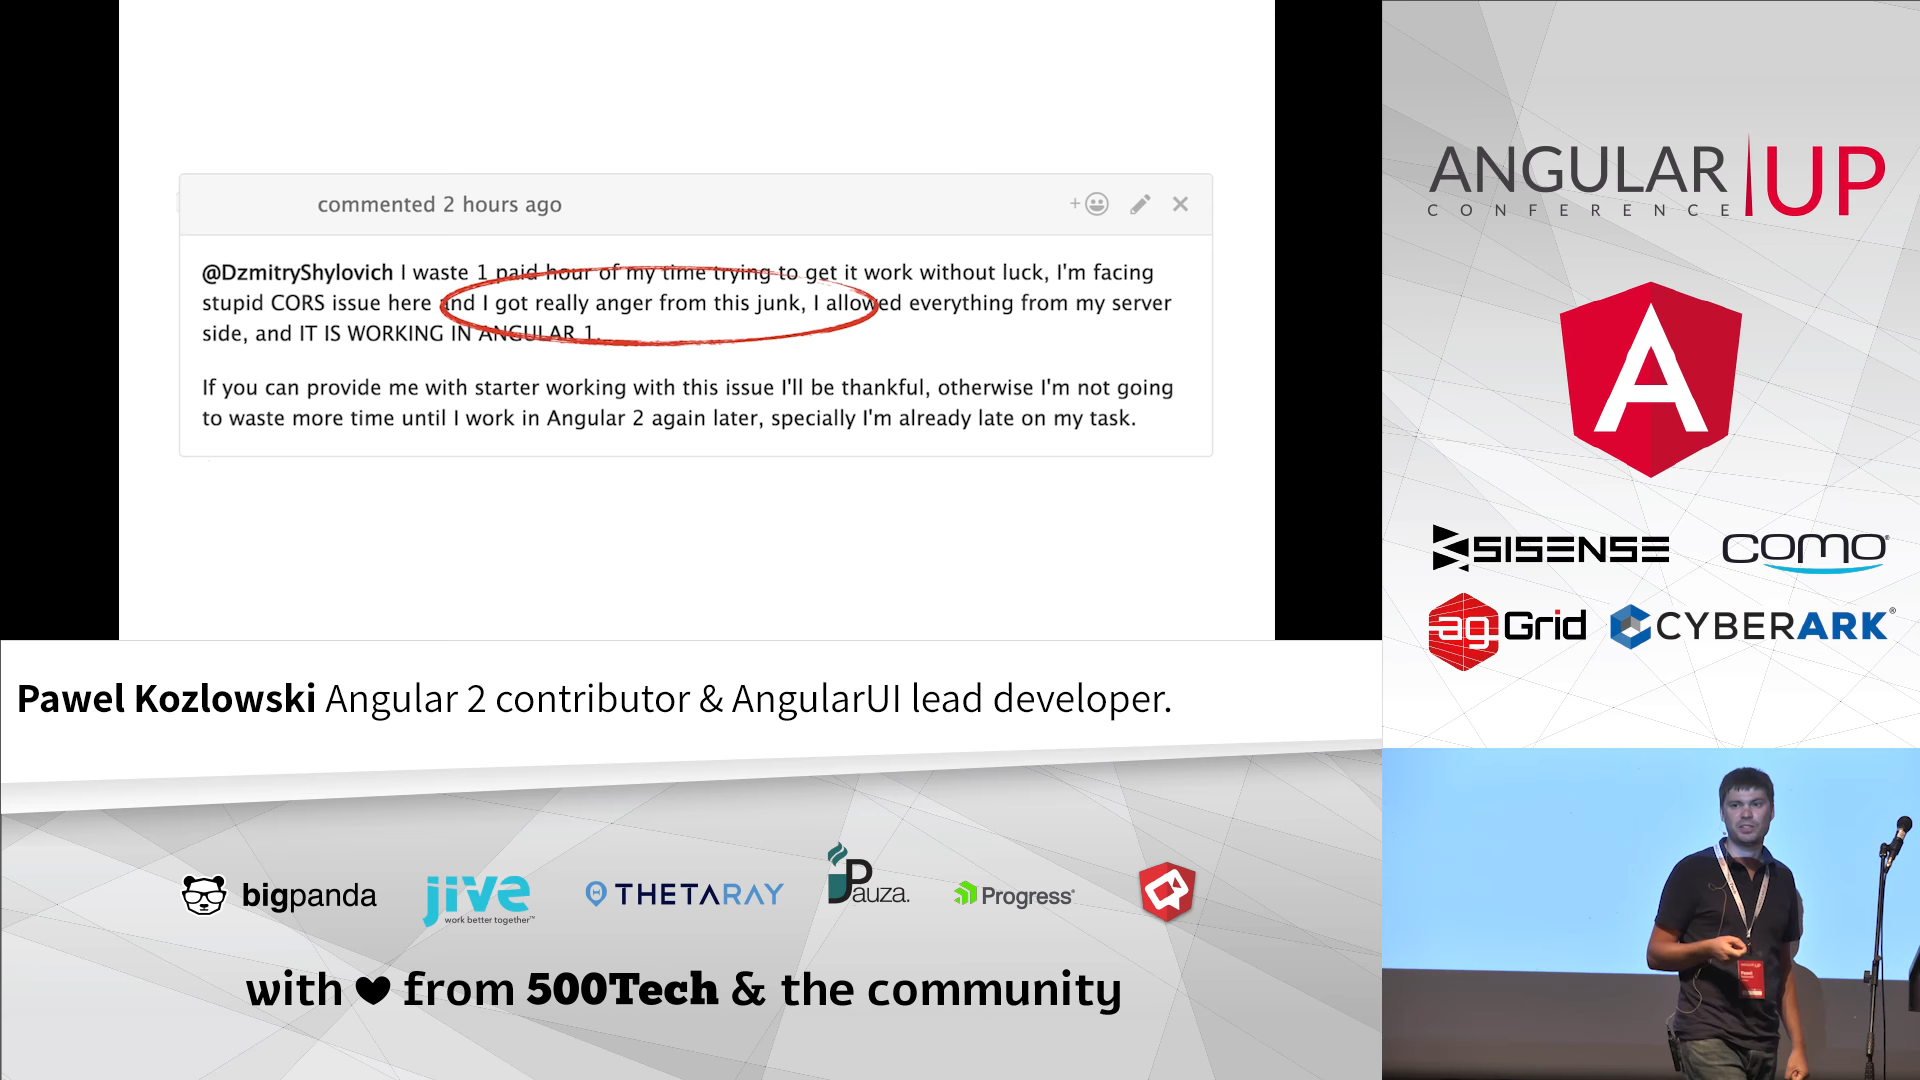 commented 2 hours ago
@DzmitryShylovich I waste 1 paid hour of my time trying to get it work without luck, I'm facing
stupid CORS issue here and I got really anger from this junk, I allowed everything from my server
side, and IT IS WORKING IN ANGULAR 1.
If you can provide me with starter working with this issue I'll be thankful, otherwise I'm not going
to waste more time until I work in Angular 2 again later, specially I'm already late on my task.
ANGULAR UP
CONFERENCE
A
SISENSE
como
ag Grid
CYBERARK®
Pawel Kozlowski Angular 2 contributor & AngularUI lead developer.
bigpanda
jive
work better together™
THETARAY
Pauza.
Progress®
with ♥ from 500Tech & the community